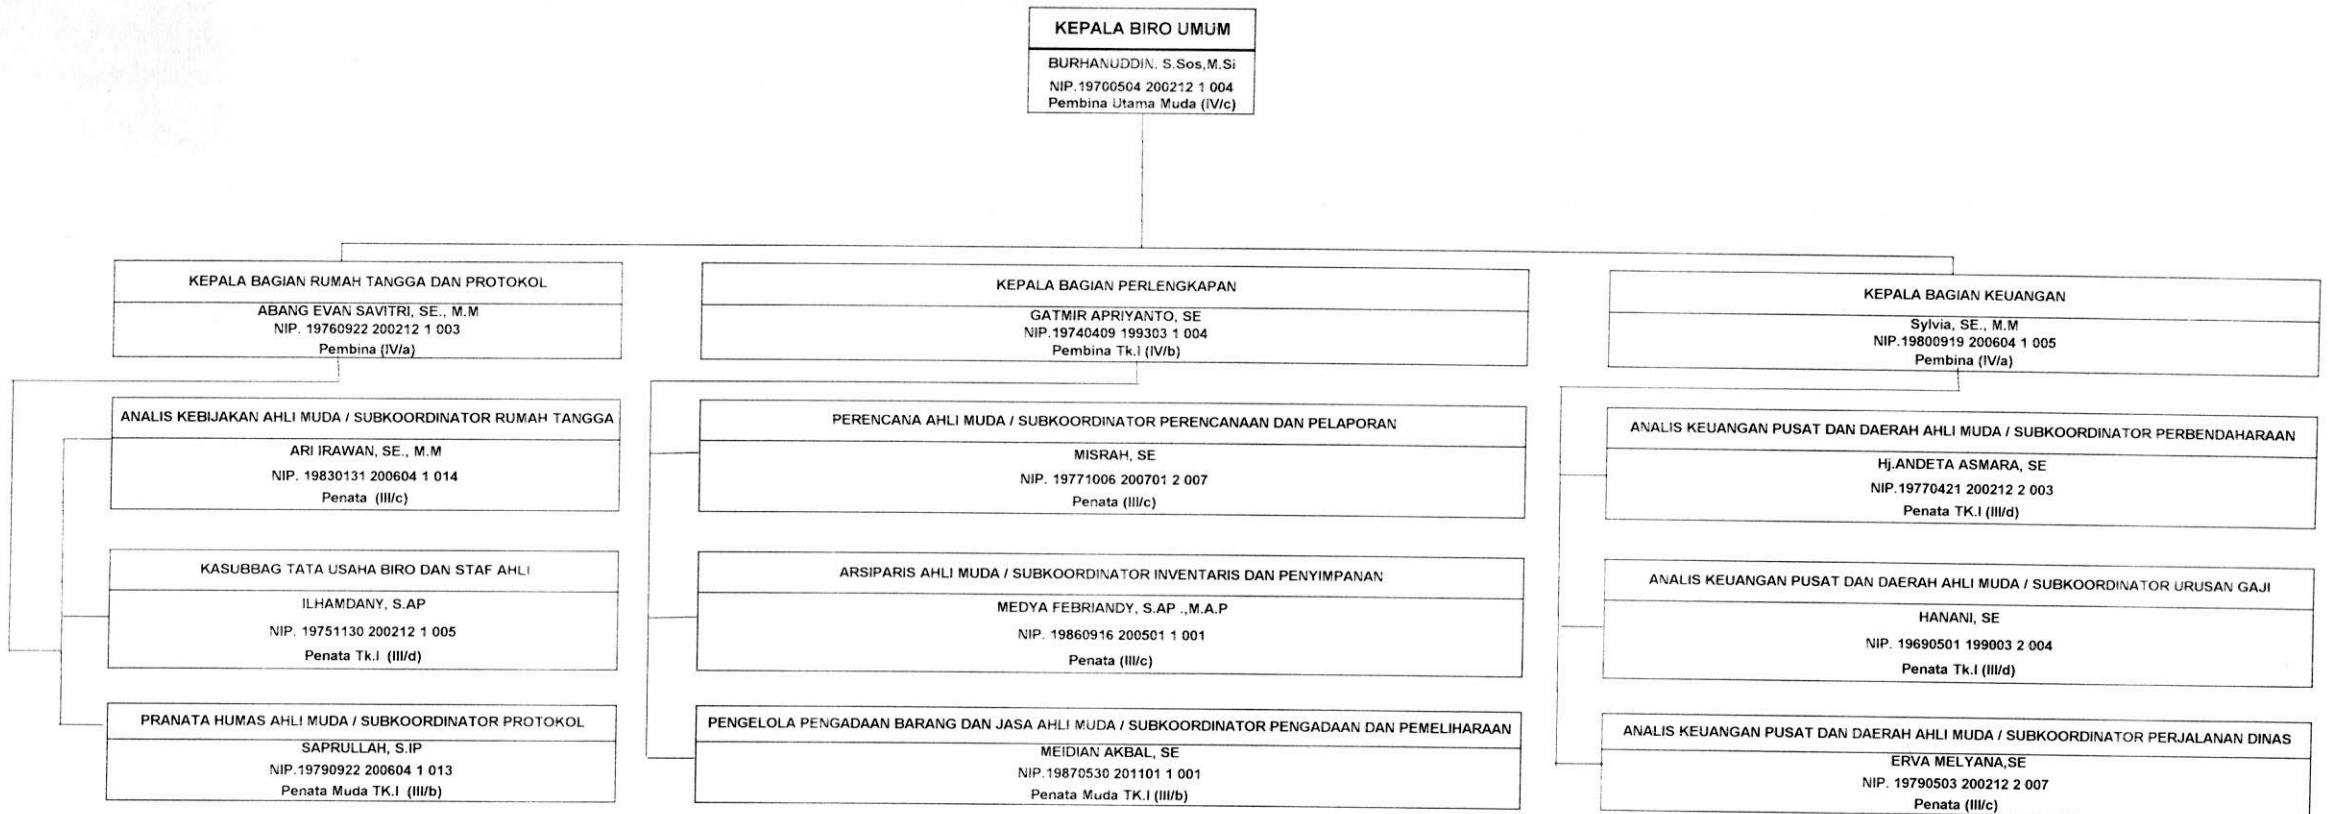 KEPALA BIRO UMUM
BURHANUDDIN. S.Sos,M.Si
NIP.19700504 200212 1 004
Pembina Utama Muda (IV/c)
KEPALA BAGIAN RUMAH TANGGA DAN PROTOKOL
ABANG EVAN SAVITRI, SE., M.M
NIP. 19760922 200212 1 003
Pembina (IV/a)
ANALIS KEBIJAKAN AHLI MUDA / SUBKOORDINATOR RUMAH TANGGA
ARI IRAWAN, SE., M.M
NIP. 19830131 200604 1 014
Penata (III/c)
KASUBBAG TATA USAHA BIRO DAN STAF AHLI
ILHAMDANY, S.AP
NIP. 19751130 200212 1 005
Penata Tk.I (III/d)
PRANATA HUMAS AHLI MUDA / SUBKOORDINATOR PROTOKOL
SAPRULLAH, S.IP
NIP.19790922 200604 1 013
Penata Muda TK.I (III/b)
KEPALA BAGIAN PERLENGKAPAN
GATMIR APRIYANTO, SE
NIP.19740409 199303 1 004
Pembina Tk.I (IV/b)
PERENCANA AHLI MUDA / SUBKOORDINATOR PERENCANAAN DAN PELAPORAN
MISRAH, SE
NIP. 19771006 200701 2 007
Penata (III/c)
ARSIPARIS AHLI MUDA / SUBKOORDINATOR INVENTARIS DAN PENYIMPANAN
MEDYA FEBRIANDY, S.AP .,M.A.P
NIP. 19860916 200501 1 001
Penata (III/c)
PENGELOLA PENGADAAN BARANG DAN JASA AHLI MUDA / SUBKOORDINATOR PENGADAAN DAN PEMELIHARAAN
MEIDIAN AKBAL, SE
NIP.19870530 201101 1 001
Penata Muda TK.I (III/b)
KEPALA BAGIAN KEUANGAN
Sylvia, SE., M.M
NIP.19800919 200604 1 005
Pembina (IV/a)
ANALIS KEUANGAN PUSAT DAN DAERAH AHLI MUDA / SUBKOORDINATOR PERBENDAHARAAN
Hj.ANDETA ASMARA, SE
NIP.19770421 200212 2 003
Penata TK.I (III/d)
ANALIS KEUANGAN PUSAT DAN DAERAH AHLI MUDA / SUBKOORDINATOR URUSAN GAJI
HANANI, SE
NIP. 19690501 199003 2 004
Penata Tk.I (III/d)
ANALIS KEUANGAN PUSAT DAN DAERAH AHLI MUDA / SUBKOORDINATOR PERJALANAN DINAS
ERVA MELYANA,SE
NIP. 19790503 200212 2 007
Penata (III/c)